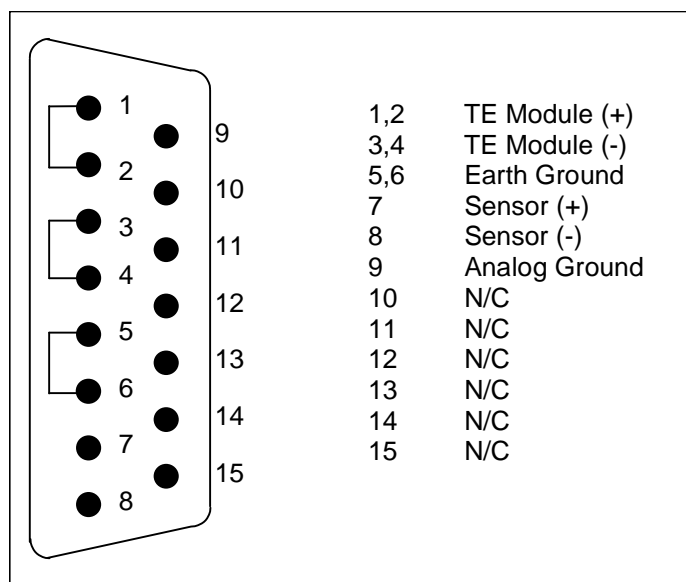 1
9
2
10
3
11
4
12
5
13
6
14
7
15
8
1,2 TE Module (+)
3,4 TE Module (-)
5,6 Earth Ground
7 Sensor (+)
8 Sensor (-)
9 Analog Ground
10 N/C
11 N/C
12 N/C
13 N/C
14 N/C
15 N/C